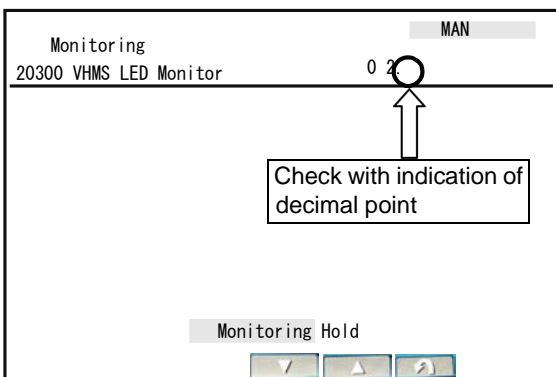 MAN
Monitoring
20300 VHMS LED Monitor 0 2.
Check with indication of
decimal point
Monitoring Hold